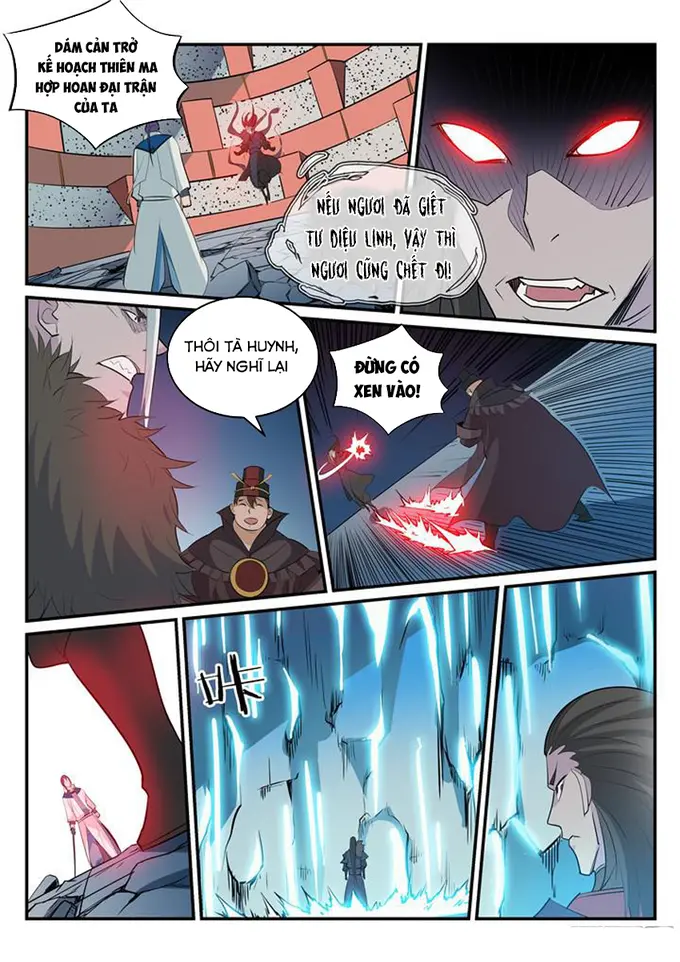 DÁM CẢN TRỞ
KẾ HOẠCH THIÊN MA
HỢP HOAN ĐẠI TRẬN
CỦA TA
NẾU NGƯƠI ĐÃ GIẾT
TƯ DIỆU LINH, VẬY THÌ
NGƯƠI CŨNG CHẾT ĐI!
THÔI TẢ HUYNH,
HÃY NGHĨ LẠI
ĐỪNG CÓ
XEN VÀO!
咔